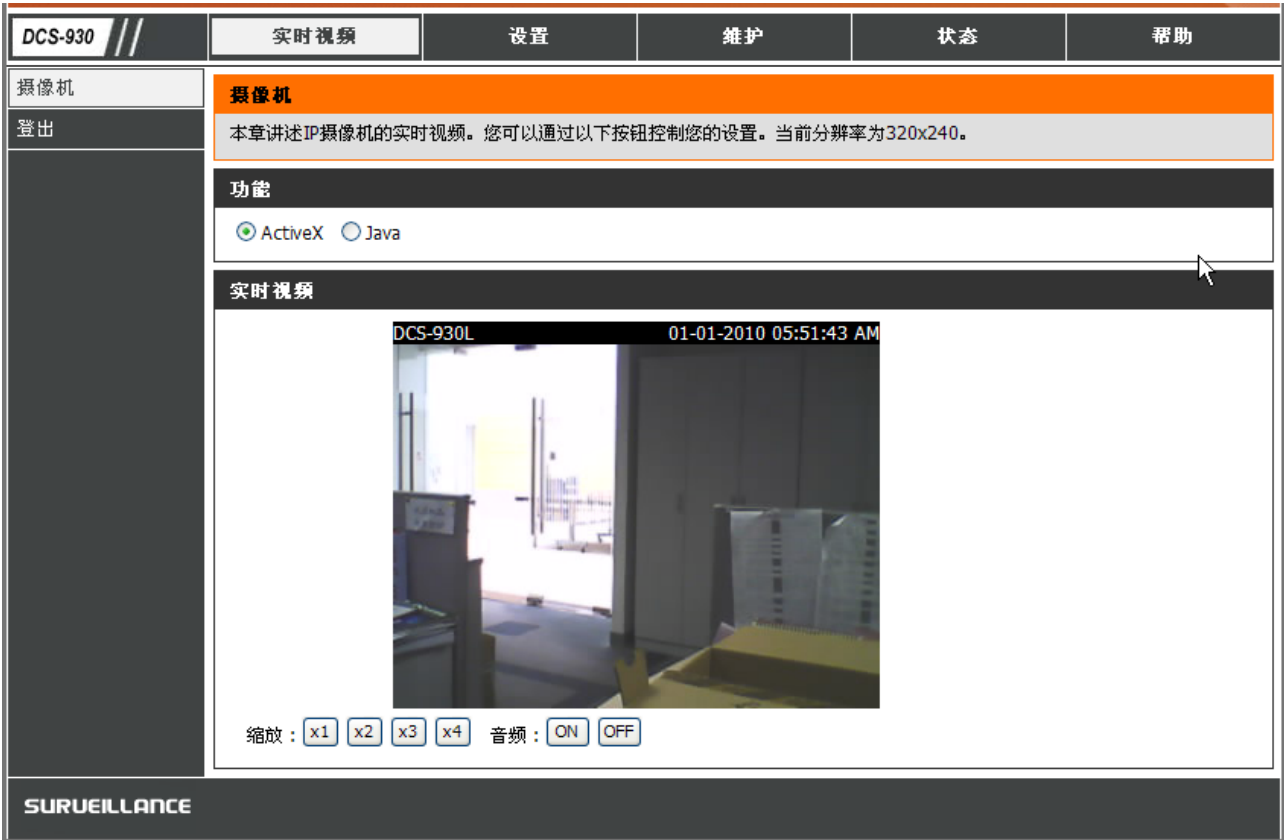 DCS-930
实时视频
设置
维护
状态
帮助
摄像机
登出
摄像机
本章讲述IP摄像机的实时视频。您可以通过以下按钮控制您的设置。当前分辨率为320x240。
功能
ActiveX Java
实时视频
DCS-930L 01-01-2010 05:51:43 AM
缩放：x1 x2 x3 x4 音频：ON OFF
SURVEILLANCE